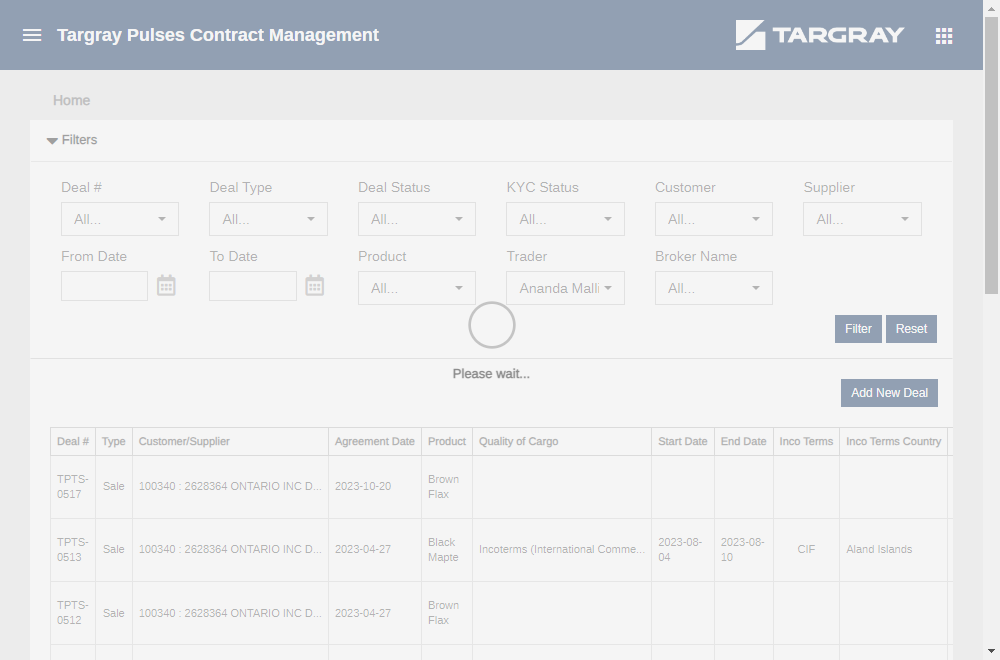 Targray Pulses Contract Management
TARGRAY
Home
Filters
Deal # Deal Type Deal Status KYC Status Customer Supplier
All... All... All... All... All... All...
From Date To Date Product Trader Broker Name
All... Ananda Malli All...
Filter Reset
Please wait...
Add New Deal
Deal # Type Customer/Supplier Agreement Date Product Quality of Cargo Start Date End Date Inco Terms Inco Terms Country
TPTS-
0517 Sale 100340 : 2628364 ONTARIO INC D... 2023-10-20 Brown
Flax
TPTS-
0513 Sale 100340 : 2628364 ONTARIO INC D... 2023-04-27 Black
Mapte Incoterms (International Comme... 2023-08-
04 2023-08-
10 CIF Aland Islands
TPTS-
0512 Sale 100340 : 2628364 ONTARIO INC D... 2023-04-27 Brown
Flax